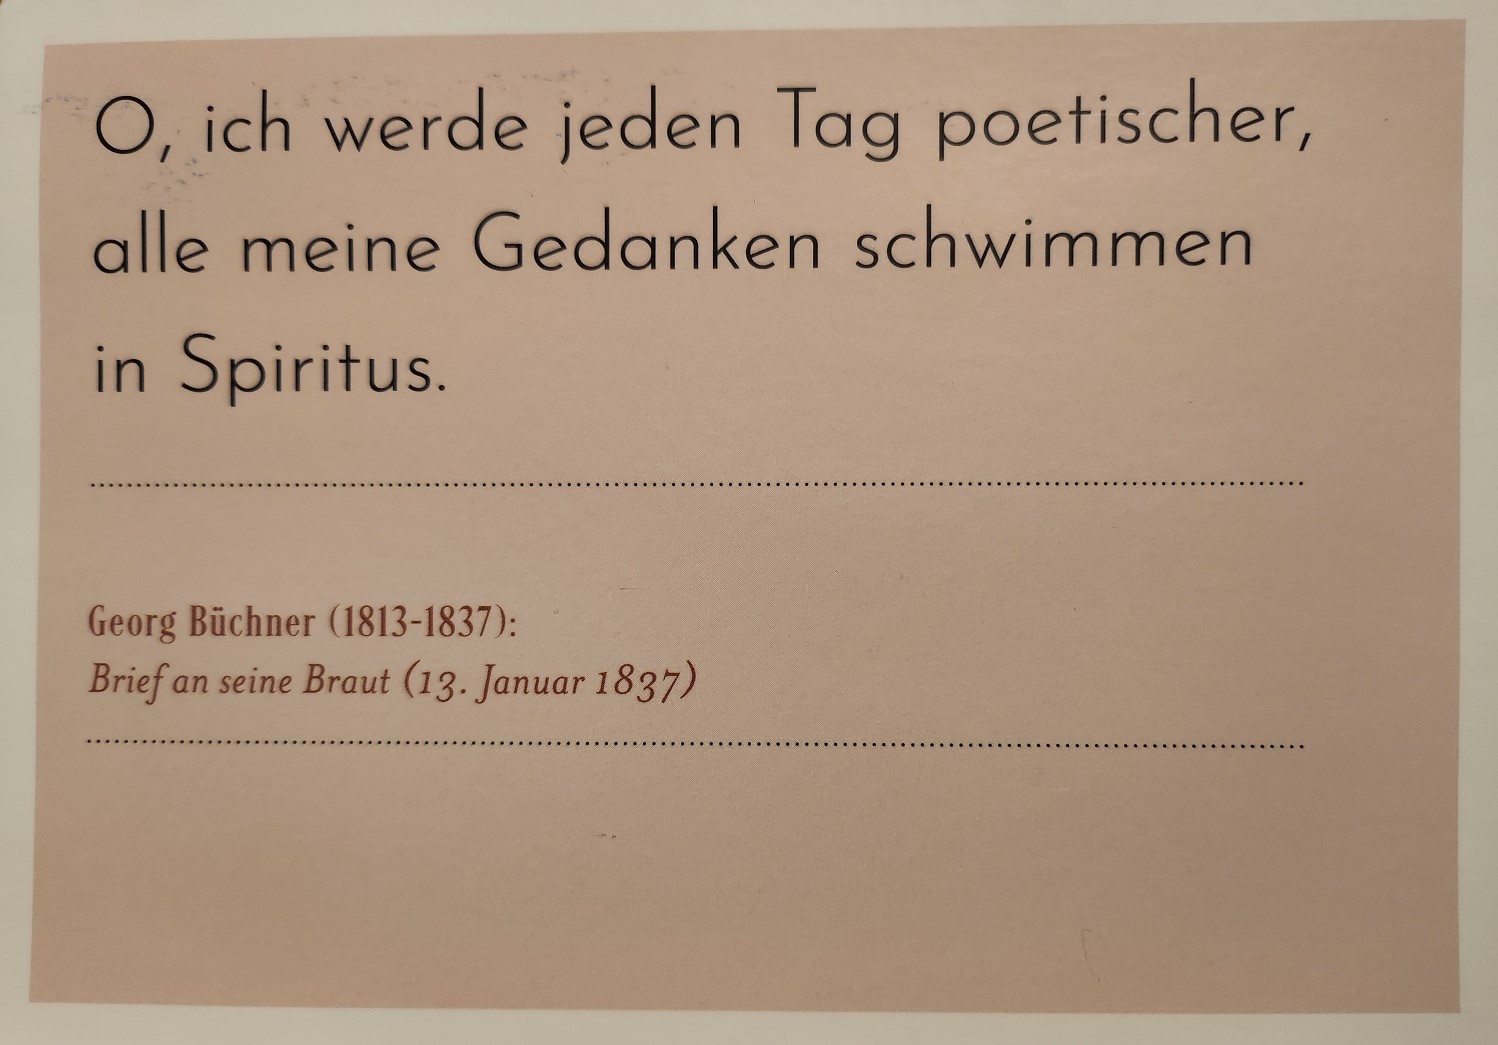 O, ich werde jeden Tag poetischer,
alle meine Gedanken schwimmen
in Spiritus.
Georg Büchner (1813-1837):
Brief an seine Braut (13. Januar 1837)